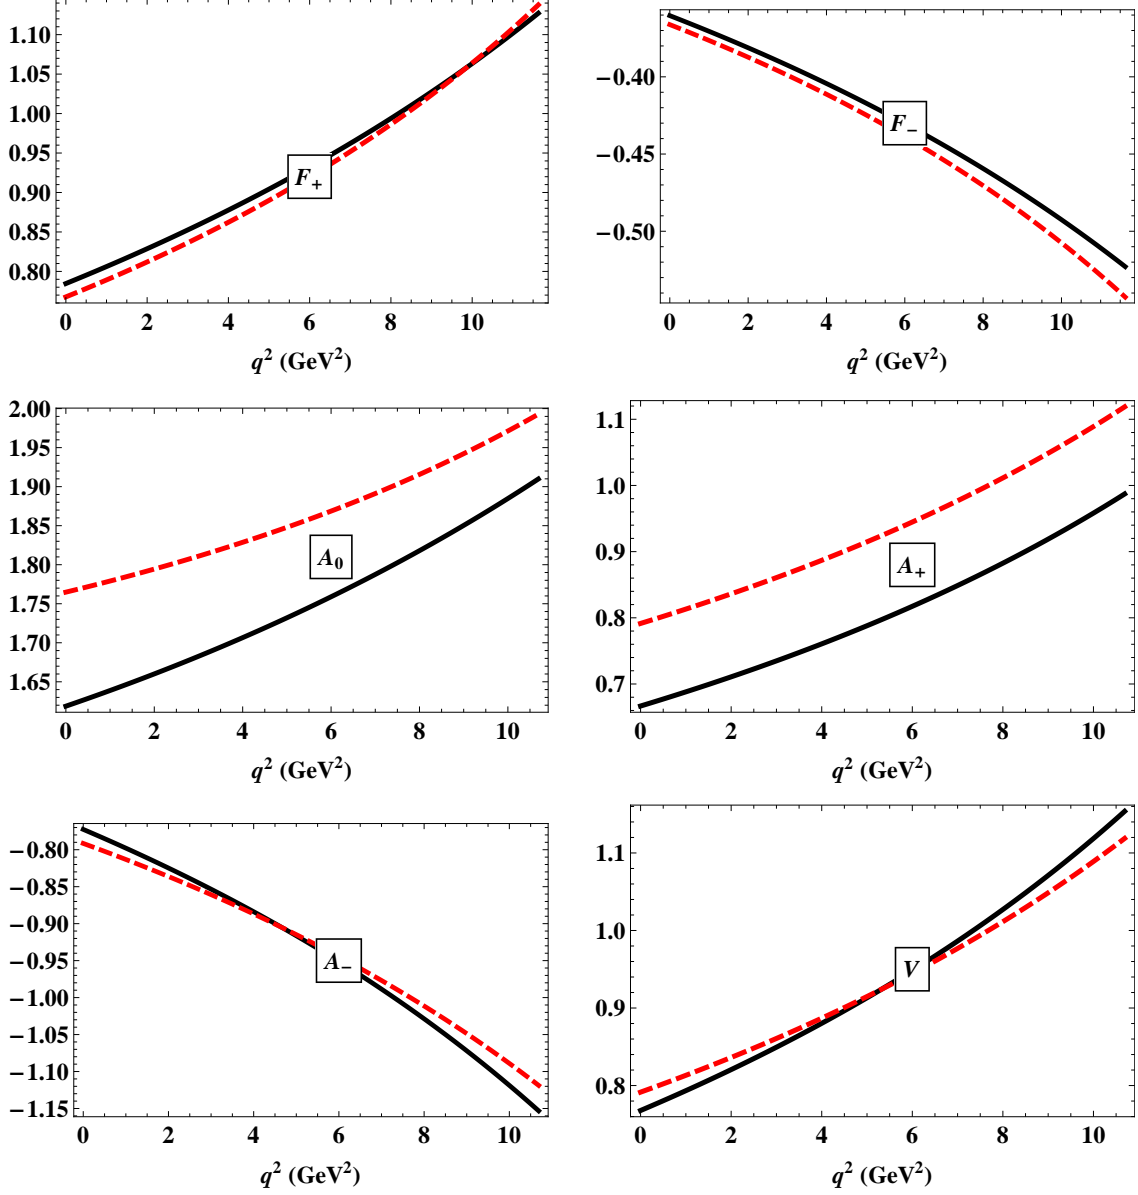 1.10
1.05
1.00
0.95
0.90
0.85
0.80
F₊
0 2 4 6 8 10
q² (GeV²)
−0.40
−0.45
−0.50
F₋
0 2 4 6 8 10
q² (GeV²)
2.00
1.95
1.90
1.85
1.80
1.75
1.70
1.65
A₀
0 2 4 6 8 10
q² (GeV²)
1.1
1.0
0.9
0.8
0.7
A₊
0 2 4 6 8 10
q² (GeV²)
−0.80
−0.85
−0.90
−0.95
−1.00
−1.05
−1.10
−1.15
A₋
0 2 4 6 8 10
q² (GeV²)
1.1
1.0
0.9
0.8
V
0 2 4 6 8 10
q² (GeV²)